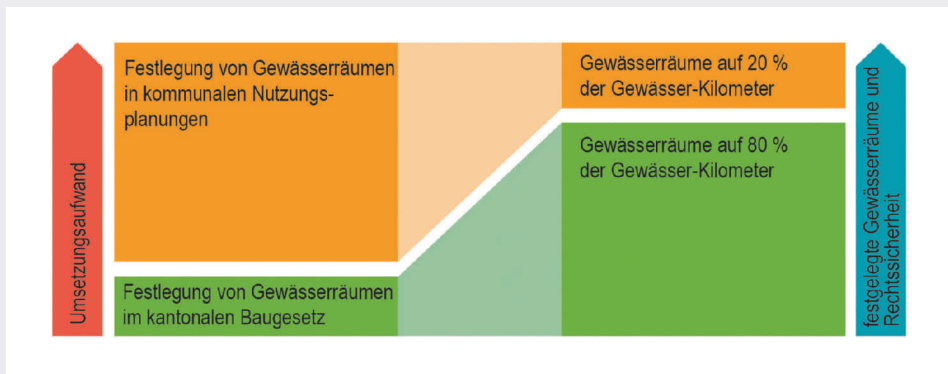 Umsetzungsaufwand
Festlegung von Gewässerräumen
in kommunalen Nutzungs-
planungen
Festlegung von Gewässerräumen
im kantonalen Baugesetz
Gewässerräume auf 20 %
der Gewässer-Kilometer
Gewässerräume auf 80 %
der Gewässer-Kilometer
festgelegte Gewässerräume und
Rechtssicherheit